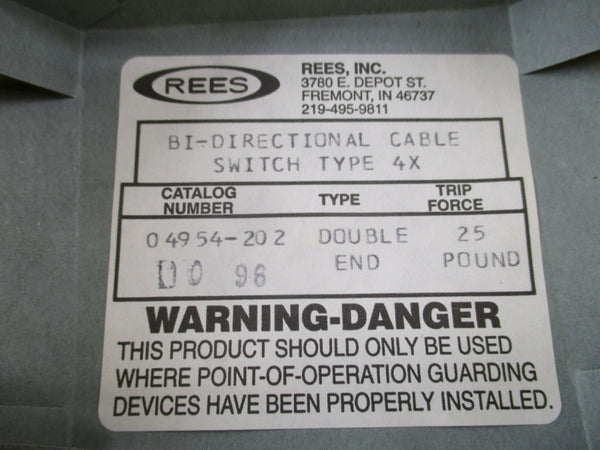 REES
REES, INC.
3780 E. DEPOT ST.
FREMONT, IN 46737
219-495-9811
BI-DIRECTIONAL CABLE
SWITCH TYPE 4X
CATALOG NUMBER TYPE TRIP FORCE
04954-202 DOUBLE 25
END POUND
98
WARNING-DANGER
THIS PRODUCT SHOULD ONLY BE USED
WHERE POINT-OF-OPERATION GUARDING
DEVICES HAVE BEEN PROPERLY INSTALLED.